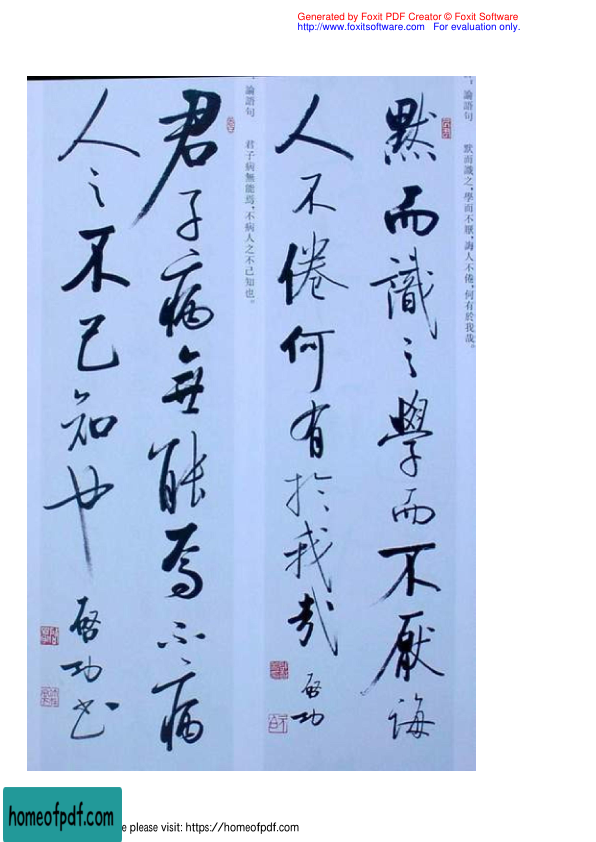 Generated by Foxit PDF Creator © Foxit Software
http://www.foxitsoftware.com For evaluation only.
論語句 默而識之，學而不厭，誨人不倦，何有於我哉。
默而識之學而不厭誨
人不倦何有於我哉
啓功
論語句 君子病無能焉，不病人之不己知也。
君子病無能焉不病
人之不己知也
啓功書
homeofpdf.com
e please visit: https://homeofpdf.com